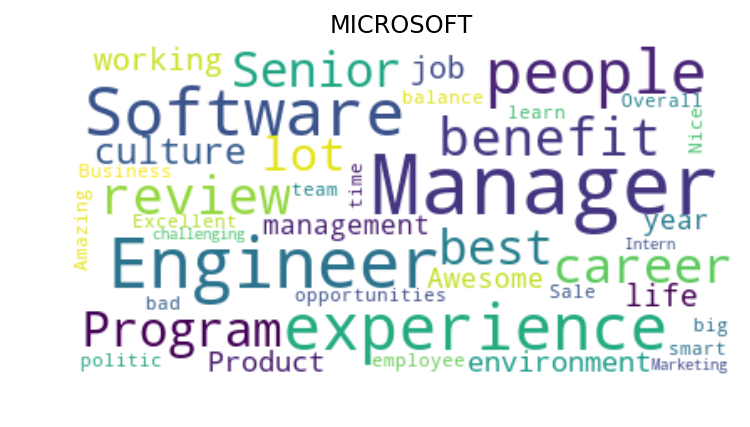 MICROSOFT
working Senior job people
Software balance learn Overall
culture lot benefit Nice
Business review team time Manager
Amazing Excellent management year
challenging Engineer best Intern
Awesome career
bad opportunities Sale life
Program experience big
smart
politic Product employee environment Marketing